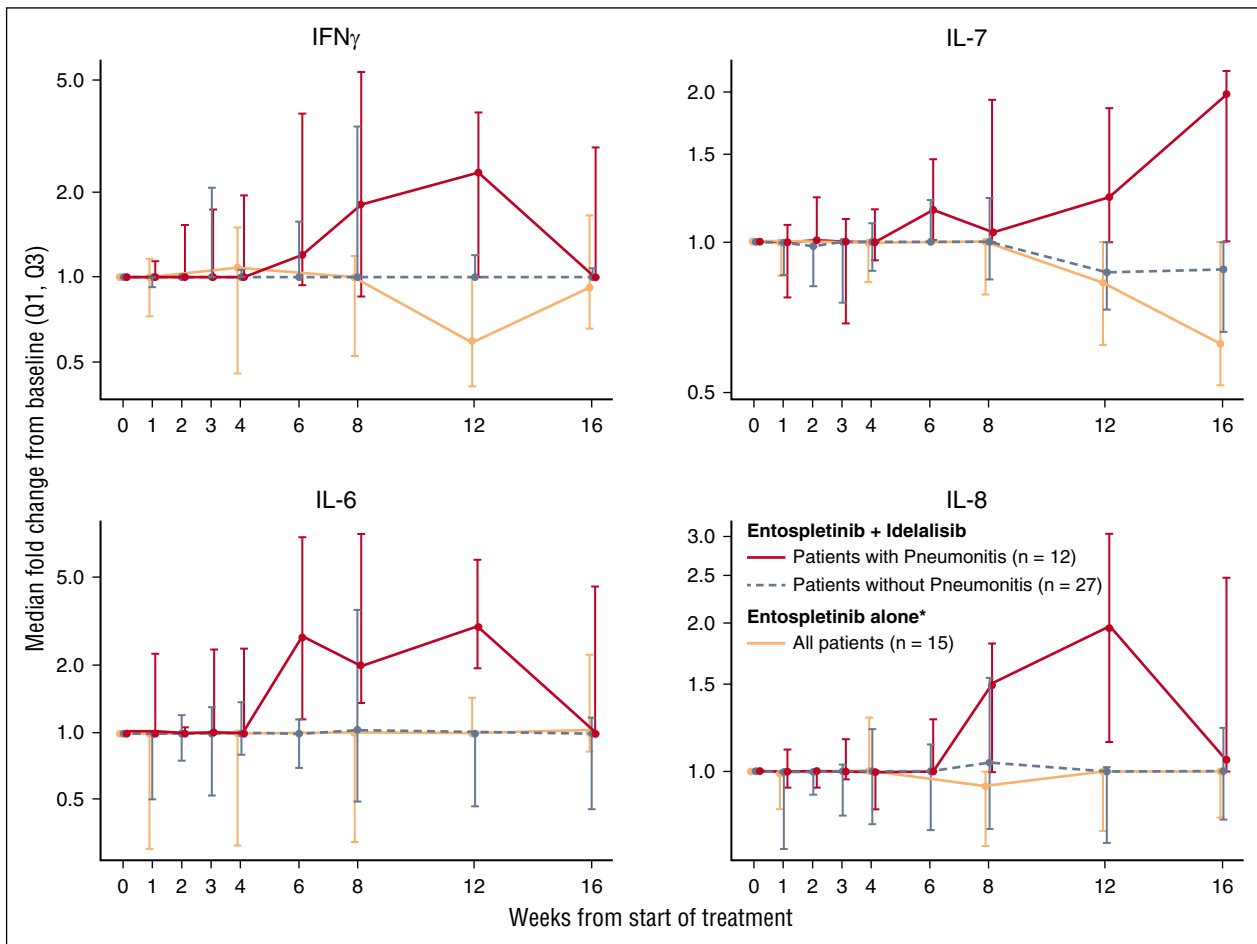 IFNγ
5.0
2.0
1.0
0.5
0 1 2 3 4 6 8 12 16
IL-7
2.0
1.5
1.0
0.5
0 1 2 3 4 6 8 12 16
Median fold change from baseline (Q1, Q3)
IL-6
5.0
2.0
1.0
0.5
0 1 2 3 4 6 8 12 16
IL-8
3.0
2.5
2.0
1.5
1.0
Entospletinib + Idelalisib
Patients with Pneumonitis (n = 12)
Patients without Pneumonitis (n = 27)
Entospletinib alone*
All patients (n = 15)
0 1 2 3 4 6 8 12 16
Weeks from start of treatment